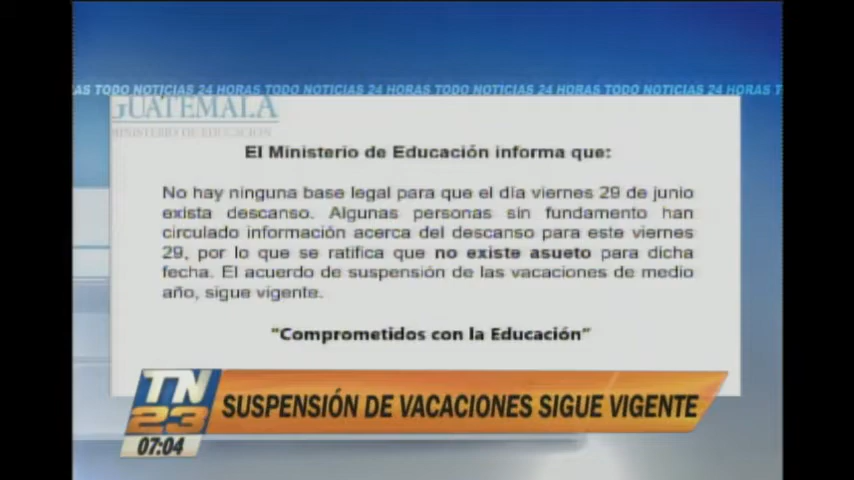 AS TODO NOTICIAS 24 HORAS TODO NOTICIAS 24 HORAS TODO NOTICIAS 24 HORAS TODO NOTICIAS 24 HORAS T
GUATEMALA
MINISTERIO DE EDUCACIÓN
El Ministerio de Educación informa que:
No hay ninguna base legal para que el día viernes 29 de junio
exista descanso. Algunas personas sin fundamento han
circulado información acerca del descanso para este viernes
29, por lo que se ratifica que no existe asueto para dicha
fecha. El acuerdo de suspensión de las vacaciones de medio
año, sigue vigente.
"Comprometidos con la Educación"
TN
23
SUSPENSIÓN DE VACACIONES SIGUE VIGENTE
07:04